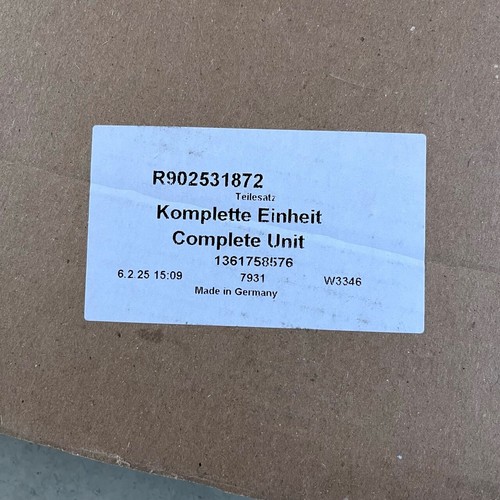 R902531872
Teilesatz
Komplette Einheit
Complete Unit
1361758576
6.2.25 15:09 7931 W3346
Made in Germany